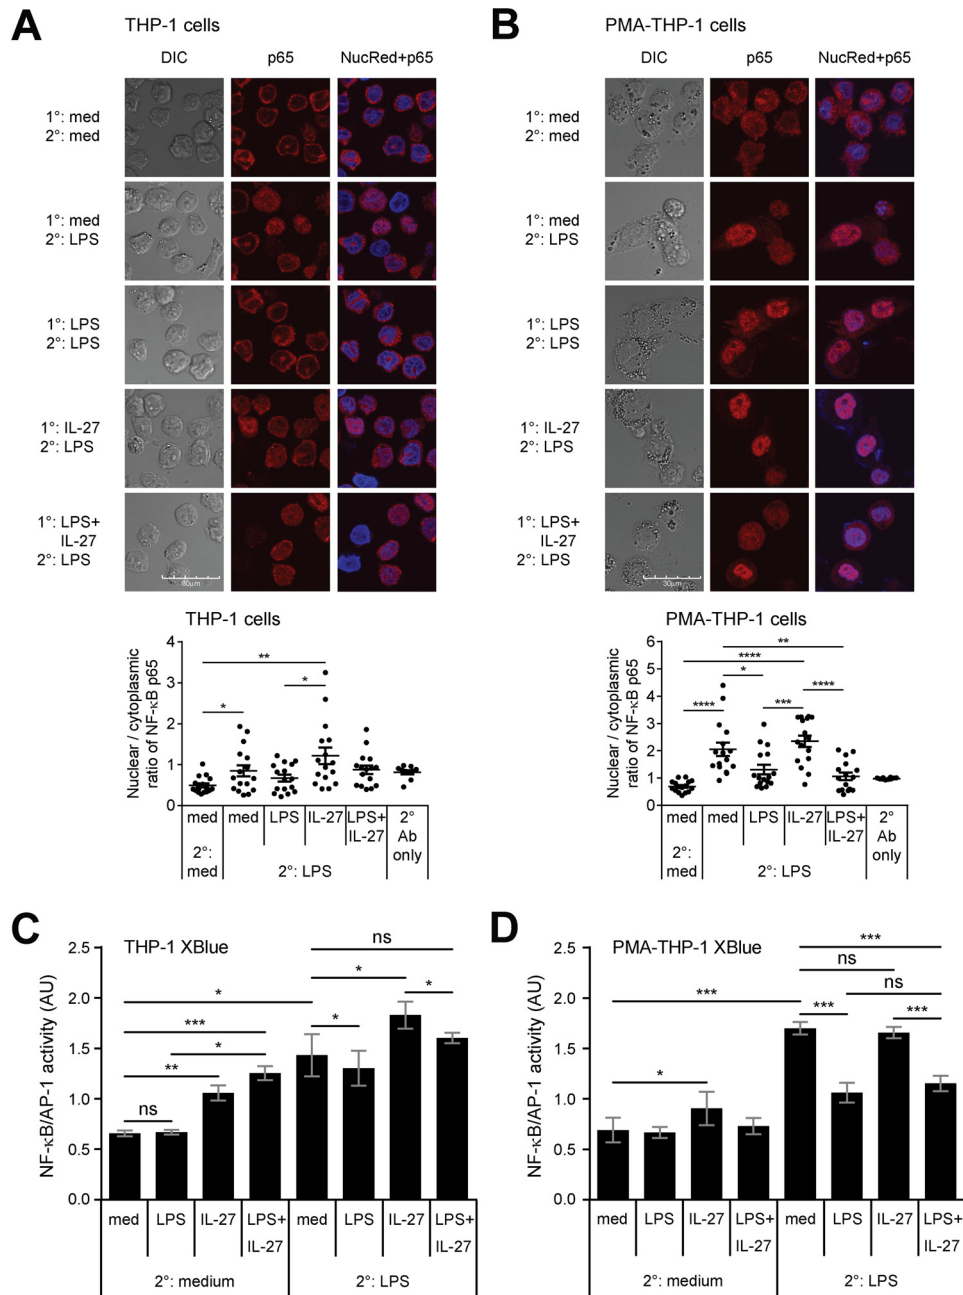 A THP-1 cells
DIC p65 NucRed+p65
1°: med
2°: med
1°: med
2°: LPS
1°: LPS
2°: LPS
1°: IL-27
2°: LPS
1°: LPS+
IL-27
2°: LPS
30μm
THP-1 cells
Nuclear / cytoplasmic
ratio of NF-κB p65
4
3
2
1
0
**
*
*
med med LPS IL-27 LPS+ 2°
IL-27 Ab
only
2°:
med
2°: LPS
B PMA-THP-1 cells
DIC p65 NucRed+p65
1°: med
2°: med
1°: med
2°: LPS
1°: LPS
2°: LPS
1°: IL-27
2°: LPS
1°: LPS+
IL-27
2°: LPS
30μm
PMA-THP-1 cells
Nuclear / cytoplasmic
ratio of NF-κB p65
6
5
4
3
2
1
0
**
****
*
****
****
***
med med LPS IL-27 LPS+ 2°
IL-27 Ab
only
2°:
med
2°: LPS
C THP-1 XBlue
NF-κB/AP-1 activity (AU)
2.5
2.0
1.5
1.0
0.5
0.0
ns
*
*
*
*
***
*
**
ns
med LPS IL-27 LPS+ med LPS IL-27 LPS+
IL-27 IL-27
2°: medium 2°: LPS
D PMA-THP-1 XBlue
NF-κB/AP-1 activity (AU)
2.5
2.0
1.5
1.0
0.5
0.0
***
ns
ns
***
***
***
*
med LPS IL-27 LPS+ med LPS IL-27 LPS+
IL-27 IL-27
2°: medium 2°: LPS